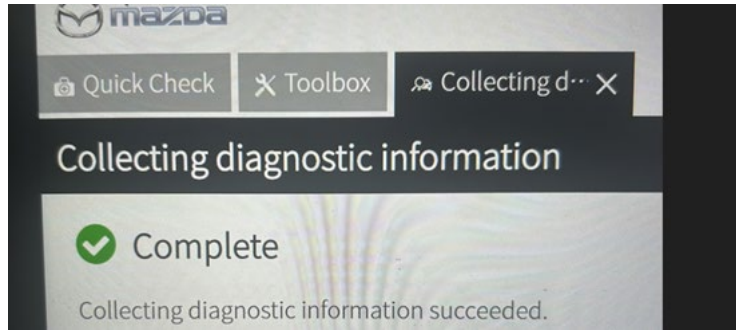 mazda
Quick Check
Toolbox
Collecting d...
Collecting diagnostic information
Complete
Collecting diagnostic information succeeded.